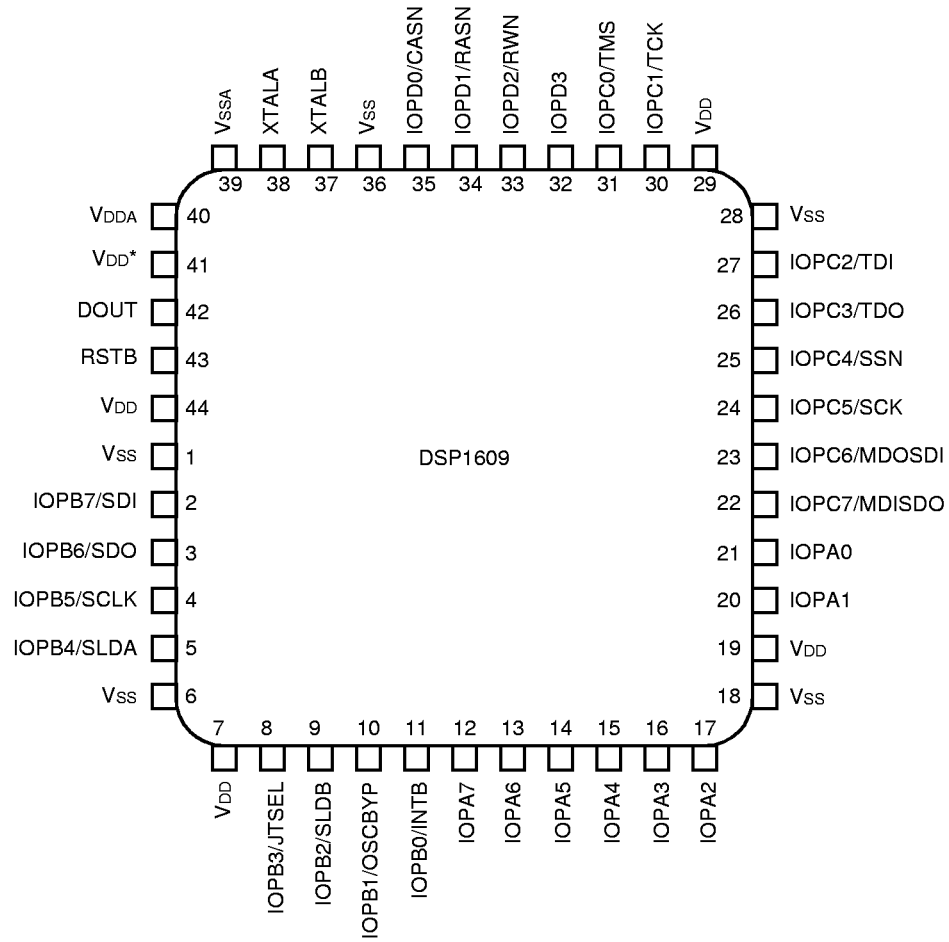 VSSA
XTALA
XTALB
VSS
IOPD0/CASN
IOPD1/RASN
IOPD2/RWN
IOPD3
IOPC0/TMS
IOPC1/TCK
VDD
39
38
37
36
35
34
33
32
31
30
29
VDDA 40
VDD* 41
DOUT 42
RSTB 43
VDD 44
VSS 1
IOPB7/SDI 2
IOPB6/SDO 3
IOPB5/SCLK 4
IOPB4/SLDA 5
VSS 6
DSP1609
28 VSS
27 IOPC2/TDI
26 IOPC3/TDO
25 IOPC4/SSN
24 IOPC5/SCK
23 IOPC6/MDOSDI
22 IOPC7/MDISDO
21 IOPA0
20 IOPA1
19 VDD
18 VSS
7
8
9
10
11
12
13
14
15
16
17
VDD
IOPB3/JTSEL
IOPB2/SLDB
IOPB1/OSCBYP
IOPB0/INTB
IOPA7
IOPA6
IOPA5
IOPA4
IOPA3
IOPA2